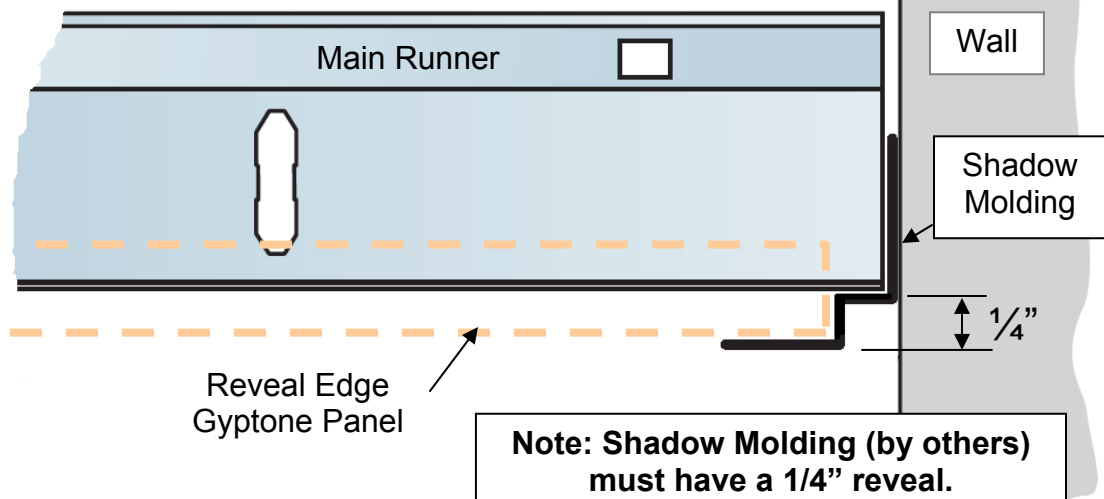 Main Runner
Wall
Shadow
Molding
¼”
Reveal Edge
Gyptone Panel
Note: Shadow Molding (by others)
must have a 1/4” reveal.